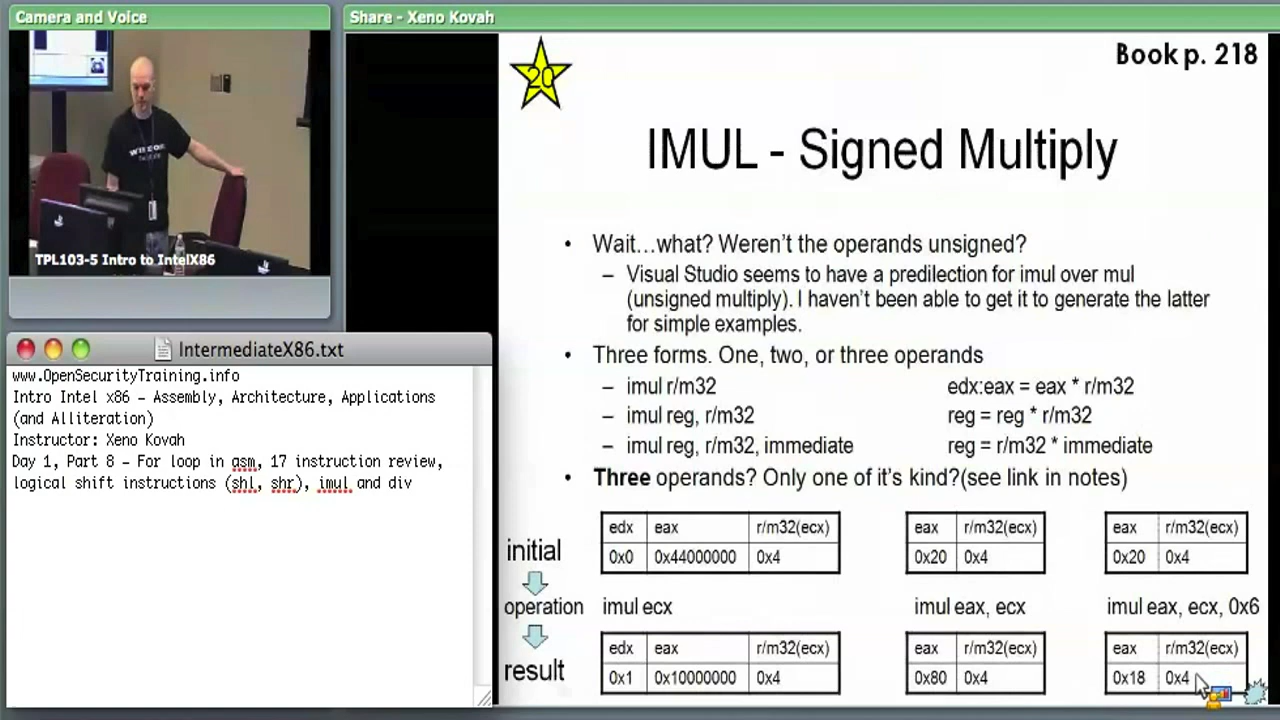 Camera and Voice
Share - Xeno Kovah
TPL103-5 Intro to IntelX86
IntermediateX86.txt
www.OpenSecurityTraining.info
Intro Intel x86 – Assembly, Architecture, Applications
(and Alliteration)
Instructor: Xeno Kovah
Day 1, Part 8 – For loop in asm, 17 instruction review,
logical shift instructions (shl, shr), imul and div
Book p. 218
20
IMUL - Signed Multiply
• Wait…what? Weren't the operands unsigned?
– Visual Studio seems to have a predilection for imul over mul
(unsigned multiply). I haven't been able to get it to generate the latter
for simple examples.
• Three forms. One, two, or three operands
– imul r/m32 edx:eax = eax * r/m32
– imul reg, r/m32 reg = reg * r/m32
– imul reg, r/m32, immediate reg = r/m32 * immediate
• Three operands? Only one of it's kind?(see link in notes)
edx eax r/m32(ecx) eax r/m32(ecx) eax r/m32(ecx)
initial 0x0 0x44000000 0x4 0x20 0x4 0x20 0x4
operation imul ecx imul eax, ecx imul eax, ecx, 0x6
edx eax r/m32(ecx) eax r/m32(ecx) eax r/m32(ecx)
result 0x1 0x10000000 0x4 0x80 0x4 0x18 0x4